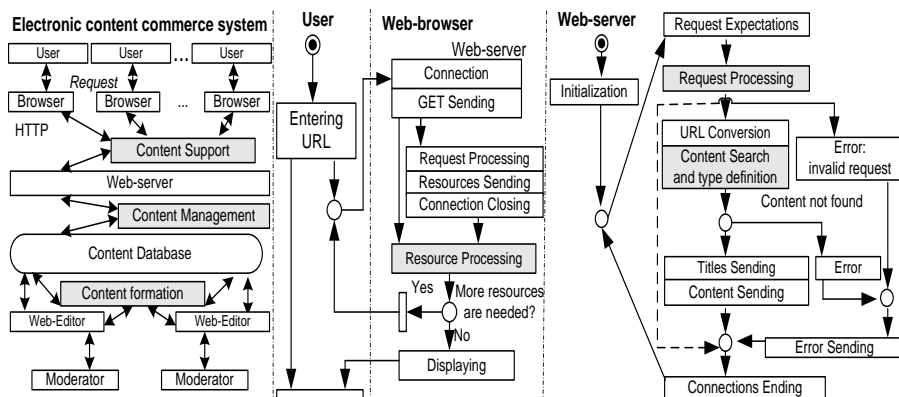 Electronic content commerce system
User User ... User
Request
Browser Browser ... Browser
HTTP
Content Support
Web-server
Content Management
Content Database
Content formation
Web-Editor Web-Editor
Moderator Moderator
User
Entering
URL
Web-browser
Web-server
Connection
GET Sending
Request Processing
Resources Sending
Connection Closing
Resource Processing
Yes
More resources
are needed?
No
Displaying
Web-server
Initialization
Request Expectations
Request Processing
URL Conversion
Content Search
and type definition
Error:
invalid request
Content not found
Titles Sending
Content Sending
Error
Error Sending
Connections Ending